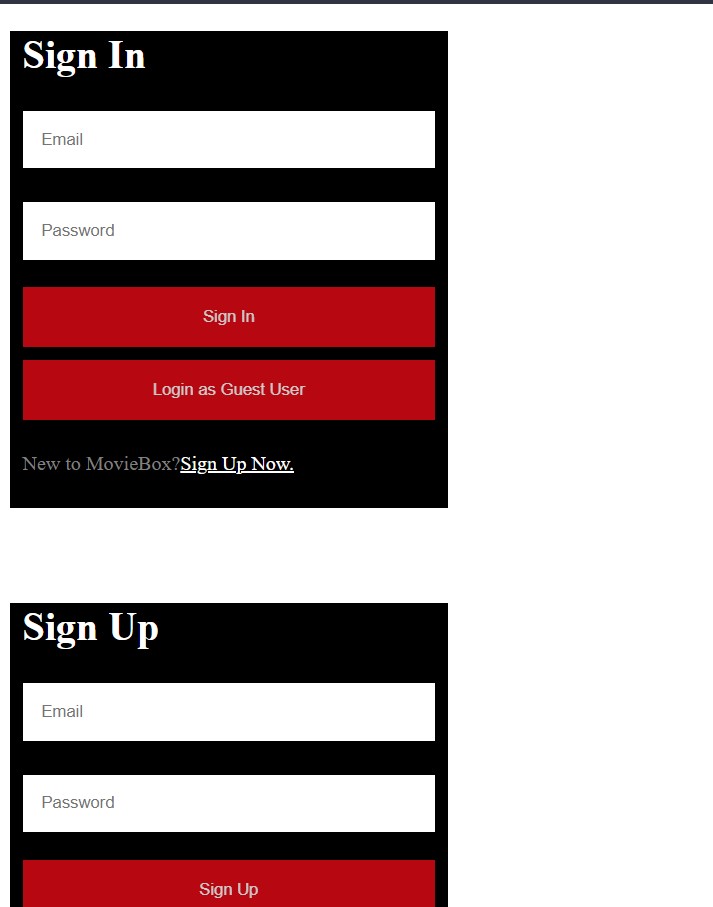 Sign In
Email
Password
Sign In
Login as Guest User
New to MovieBox?Sign Up Now.
Sign Up
Email
Password
Sign Up